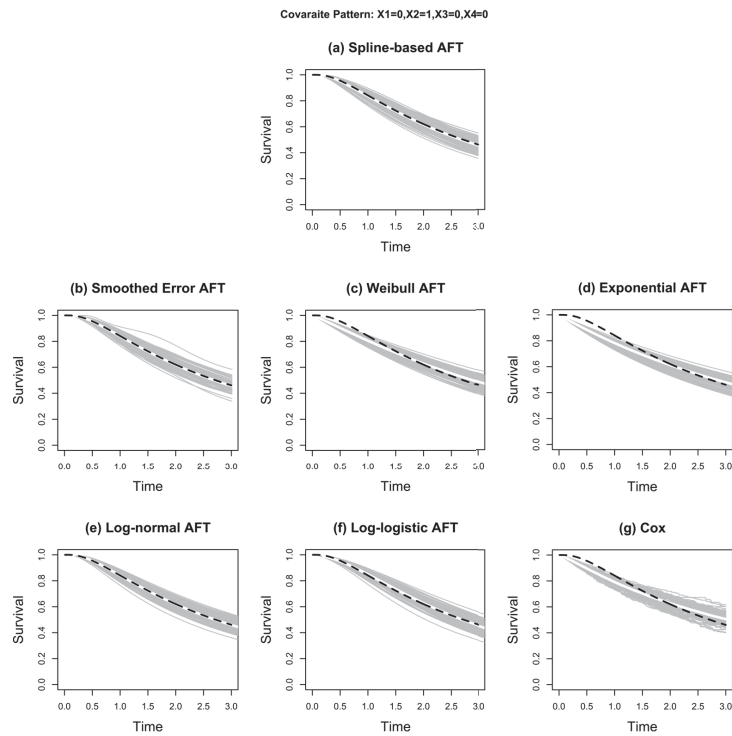 Covaraite Pattern: X1=0,X2=1,X3=0,X4=0
(a) Spline-based AFT
Survival
1.0
0.8
0.6
0.4
0.2
0.0
0.0 0.5 1.0 1.5 2.0 2.5 3.0
Time
(b) Smoothed Error AFT
Survival
1.0
0.8
0.6
0.4
0.2
0.0
0.0 0.5 1.0 1.5 2.0 2.5 3.0
Time
(c) Weibull AFT
Survival
1.0
0.8
0.6
0.4
0.2
0.0
0.0 0.5 1.0 1.5 2.0 2.5 3.0
Time
(d) Exponential AFT
Survival
1.0
0.8
0.6
0.4
0.2
0.0
0.0 0.5 1.0 1.5 2.0 2.5 3.0
Time
(e) Log-normal AFT
Survival
1.0
0.8
0.6
0.4
0.2
0.0
0.0 0.5 1.0 1.5 2.0 2.5 3.0
Time
(f) Log-logistic AFT
Survival
1.0
0.8
0.6
0.4
0.2
0.0
0.0 0.5 1.0 1.5 2.0 2.5 3.0
Time
(g) Cox
Survival
1.0
0.8
0.6
0.4
0.2
0.0
0.0 0.5 1.0 1.5 2.0 2.5 3.0
Time